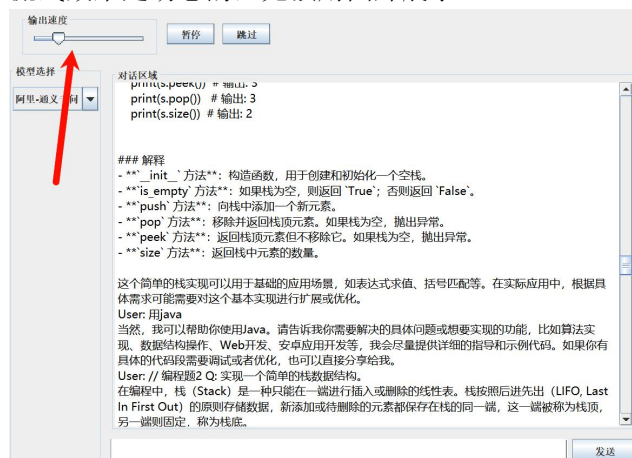 输出速度
暂停
跳过
模型选择
对话区域
阿里-通义
问
print(s.peek()) # 输出: 3
print(s.pop()) # 输出: 3
print(s.size()) # 输出: 2
### 解释
- **`__init__` 方法**: 构造函数，用于创建和初始化一个空栈。
- **`is_empty` 方法**: 如果栈为空，则返回 `True`；否则返回 `False`。
- **`push` 方法**: 向栈中添加一个新元素。
- **`pop` 方法**: 移除并返回栈顶元素。如果栈为空，抛出异常。
- **`peek` 方法**: 返回栈顶元素但不移除它。如果栈为空，抛出异常。
- **`size` 方法**: 返回栈中元素的数量。
这个简单的栈实现可以用于基础的应用场景，如表达式求值、括号匹配等。在实际应用中，根据具
体需求可能需要对这个基本实现进行扩展或优化。
User: 用java
当然，我可以帮助你使用Java。请告诉我你需要解决的具体问题或想要实现的功能，比如算法实
现、数据结构操作、Web开发、安卓应用开发等，我会尽量提供详细的指导和示例代码。如果你有
具体的代码段需要调试或者优化，也可以直接分享给我。
User: // 编程题2 Q: 实现一个简单的栈数据结构。
在编程中，栈（Stack）是一种只能在一端进行插入或删除的线性表。栈按照后进先出（LIFO, Last
In First Out）的原则存储数据，新添加或待删除的元素都保存在栈的同一端，这一端被称为栈顶，
另一端则固定，称为栈底。
发送